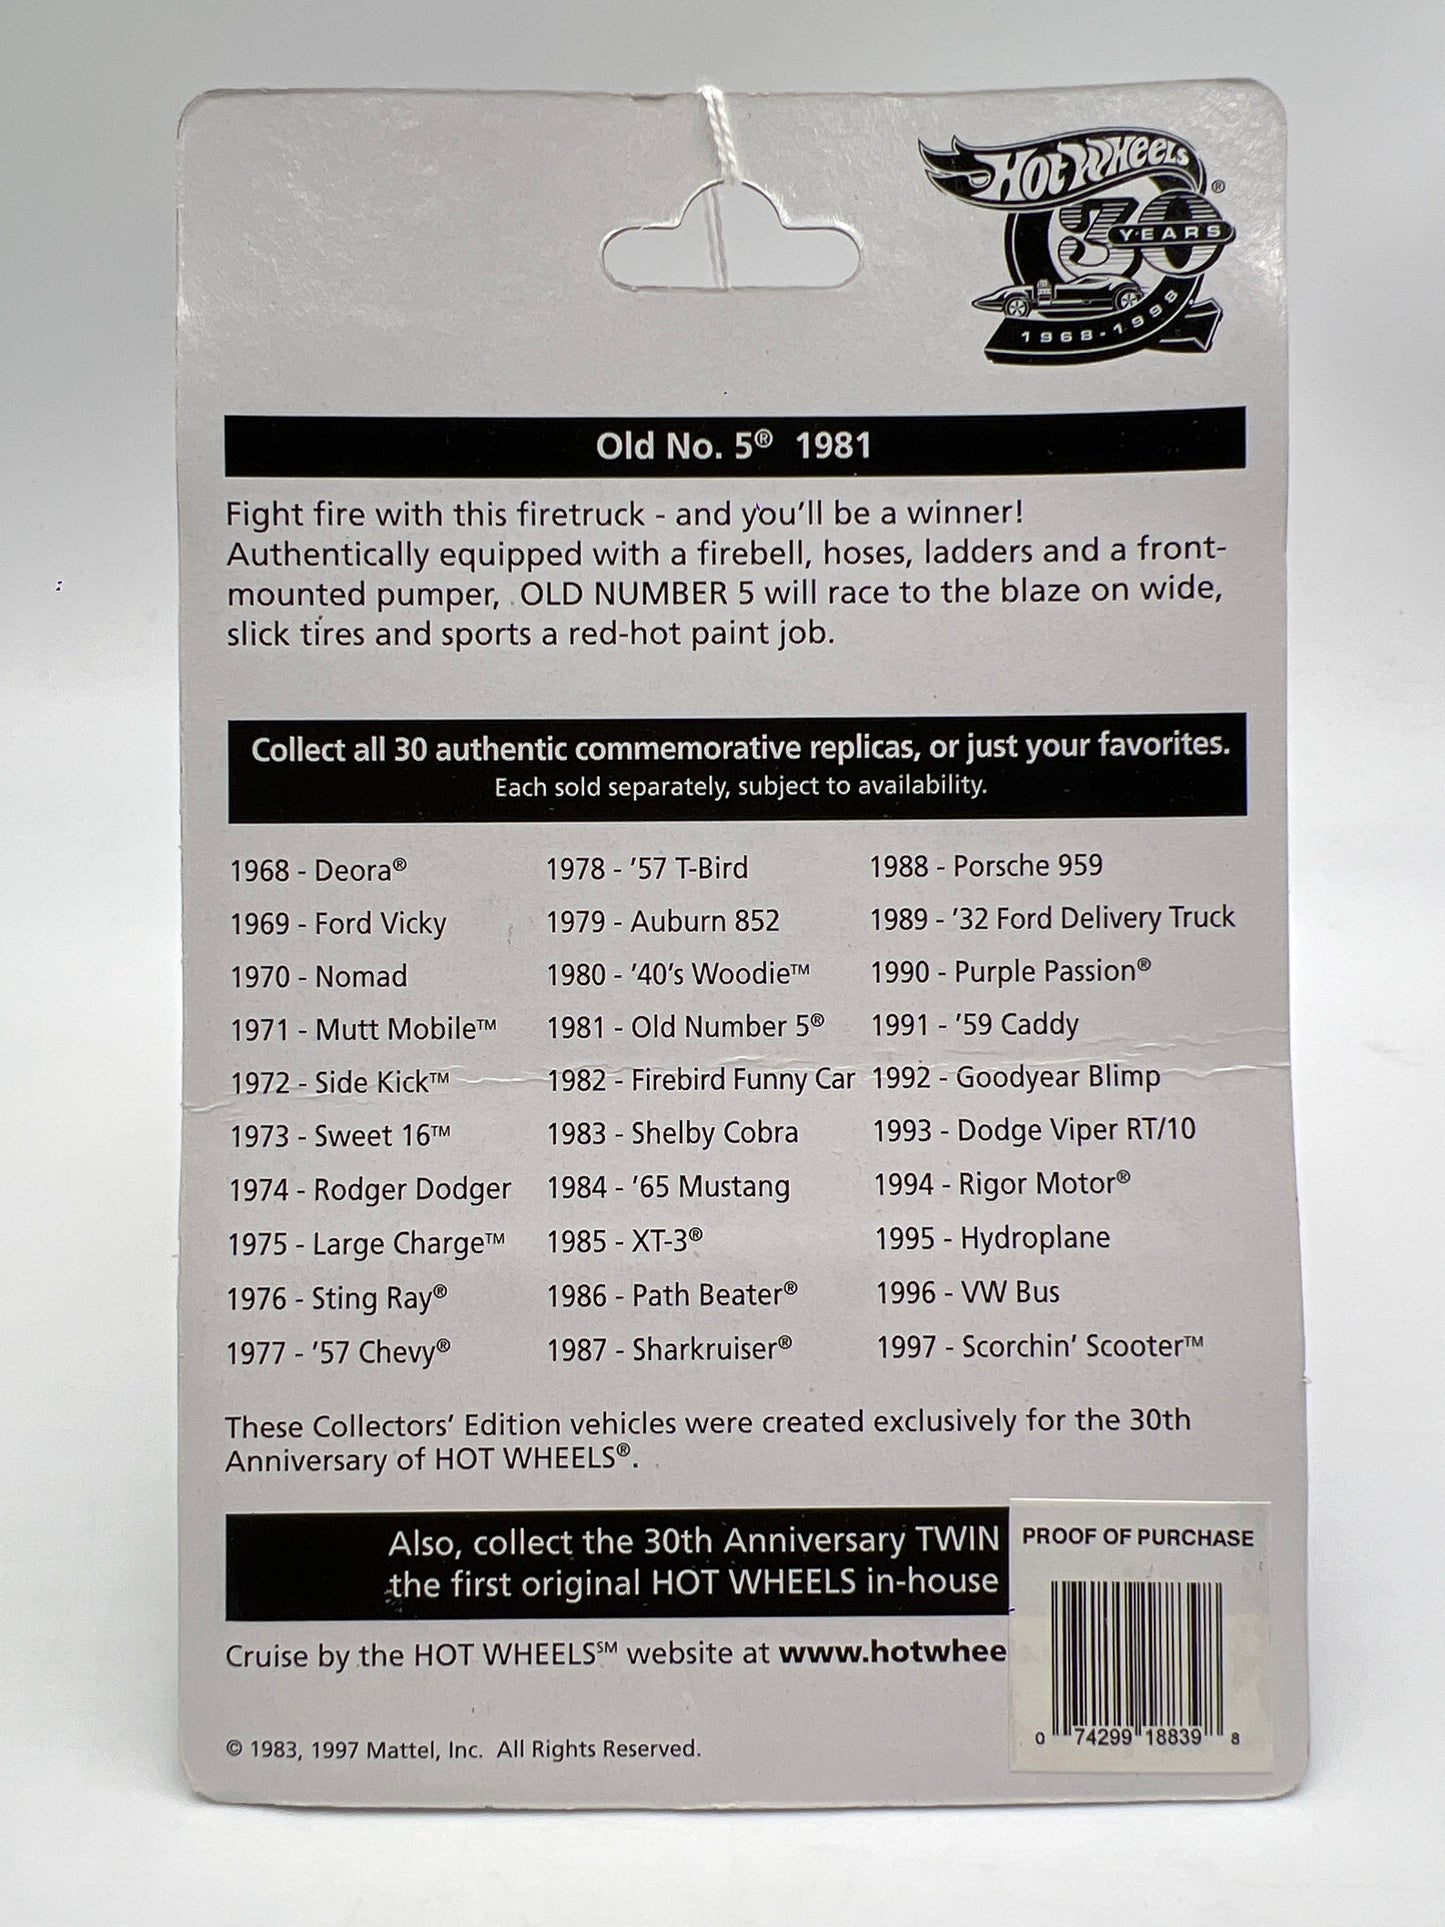 HOT WHEELS®
30
YEARS
1968-1998
Old No. 5® 1981
Fight fire with this firetruck - and you'll be a winner!
Authentically equipped with a firebell, hoses, ladders and a front-
mounted pumper, OLD NUMBER 5 will race to the blaze on wide,
slick tires and sports a red-hot paint job.
Collect all 30 authentic commemorative replicas, or just your favorites.
Each sold separately, subject to availability.
1968 - Deora®
1969 - Ford Vicky
1970 - Nomad
1971 - Mutt Mobile™
1972 - Side Kick™
1973 - Sweet 16™
1974 - Rodger Dodger
1975 - Large Charge™
1976 - Sting Ray®
1977 - '57 Chevy®
1978 - '57 T-Bird
1979 - Auburn 852
1980 - '40's Woodie™
1981 - Old Number 5®
1982 - Firebird Funny Car
1983 - Shelby Cobra
1984 - '65 Mustang
1985 - XT-3®
1986 - Path Beater®
1987 - Sharkruiser®
1988 - Porsche 959
1989 - '32 Ford Delivery Truck
1990 - Purple Passion®
1991 - '59 Caddy
1992 - Goodyear Blimp
1993 - Dodge Viper RT/10
1994 - Rigor Motor®
1995 - Hydroplane
1996 - VW Bus
1997 - Scorchin' Scooter™
These Collectors' Edition vehicles were created exclusively for the 30th
Anniversary of HOT WHEELS®.
Also, collect the 30th Anniversary TWIN
the first original HOT WHEELS in-house
Cruise by the HOT WHEELS℠ website at www.hotwhee
© 1983, 1997 Mattel, Inc. All Rights Reserved.
PROOF OF PURCHASE
0 74299 18839 8